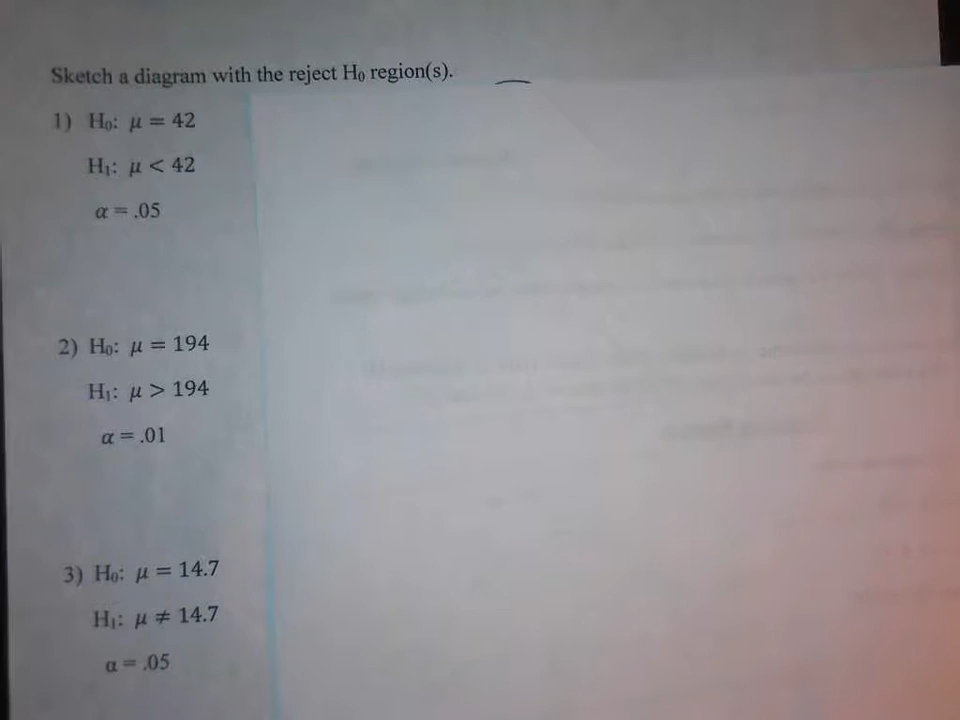 Sketch a diagram with the reject H₀ region(s).
1) H₀: μ = 42
H₁: μ < 42
α = .05
2) H₀: μ = 194
H₁: μ > 194
α = .01
3) H₀: μ = 14.7
H₁: μ ≠ 14.7
α = .05